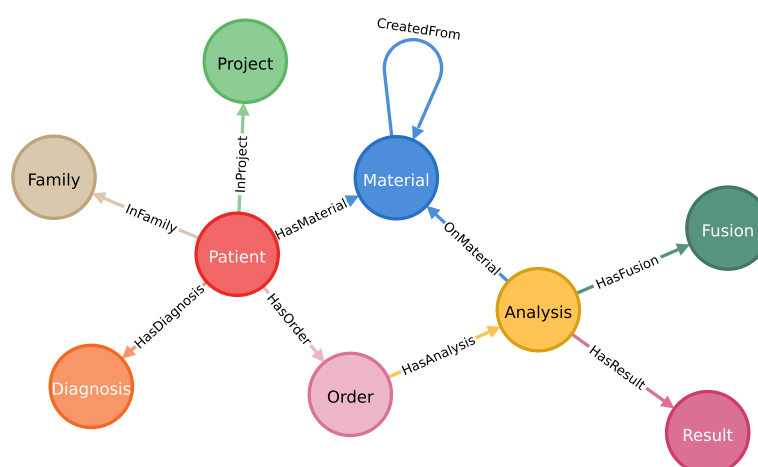 CreatedFrom
Project
InProject
Family
Material
InFamily
HasMaterial
Patient
OnMaterial
Fusion
HasFusion
HasDiagnosis
HasOrder
Analysis
HasAnalysis
HasResult
Diagnosis
Order
Result